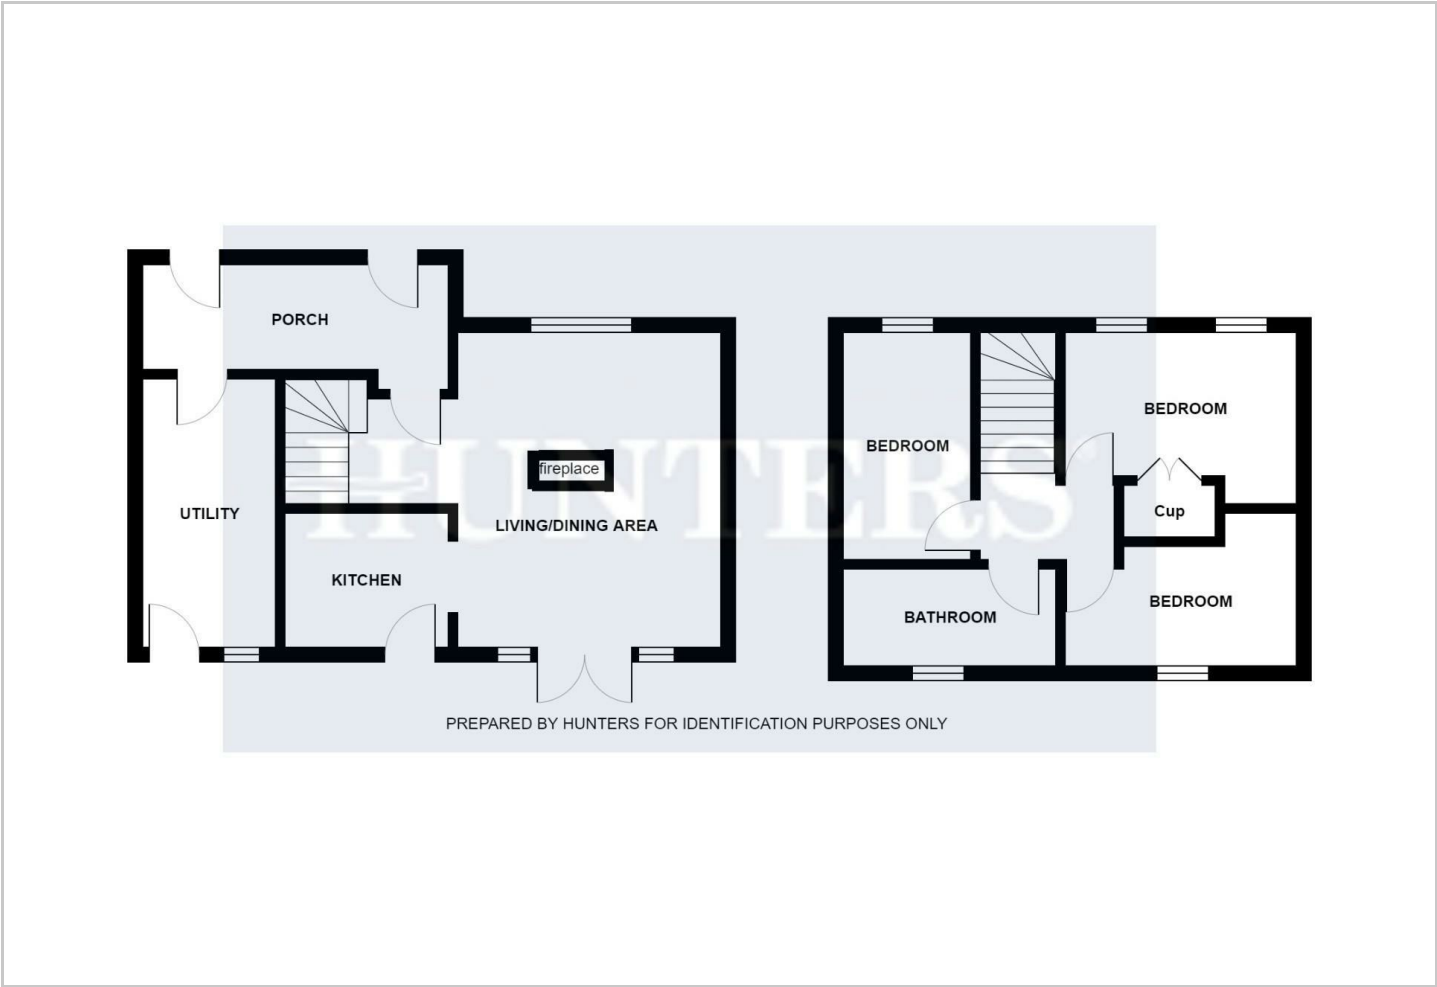 PORCH
UTILITY
KITCHEN
fireplace
LIVING/DINING AREA
BEDROOM
BEDROOM
Cup
BEDROOM
BATHROOM
HUNTERS
PREPARED BY HUNTERS FOR IDENTIFICATION PURPOSES ONLY